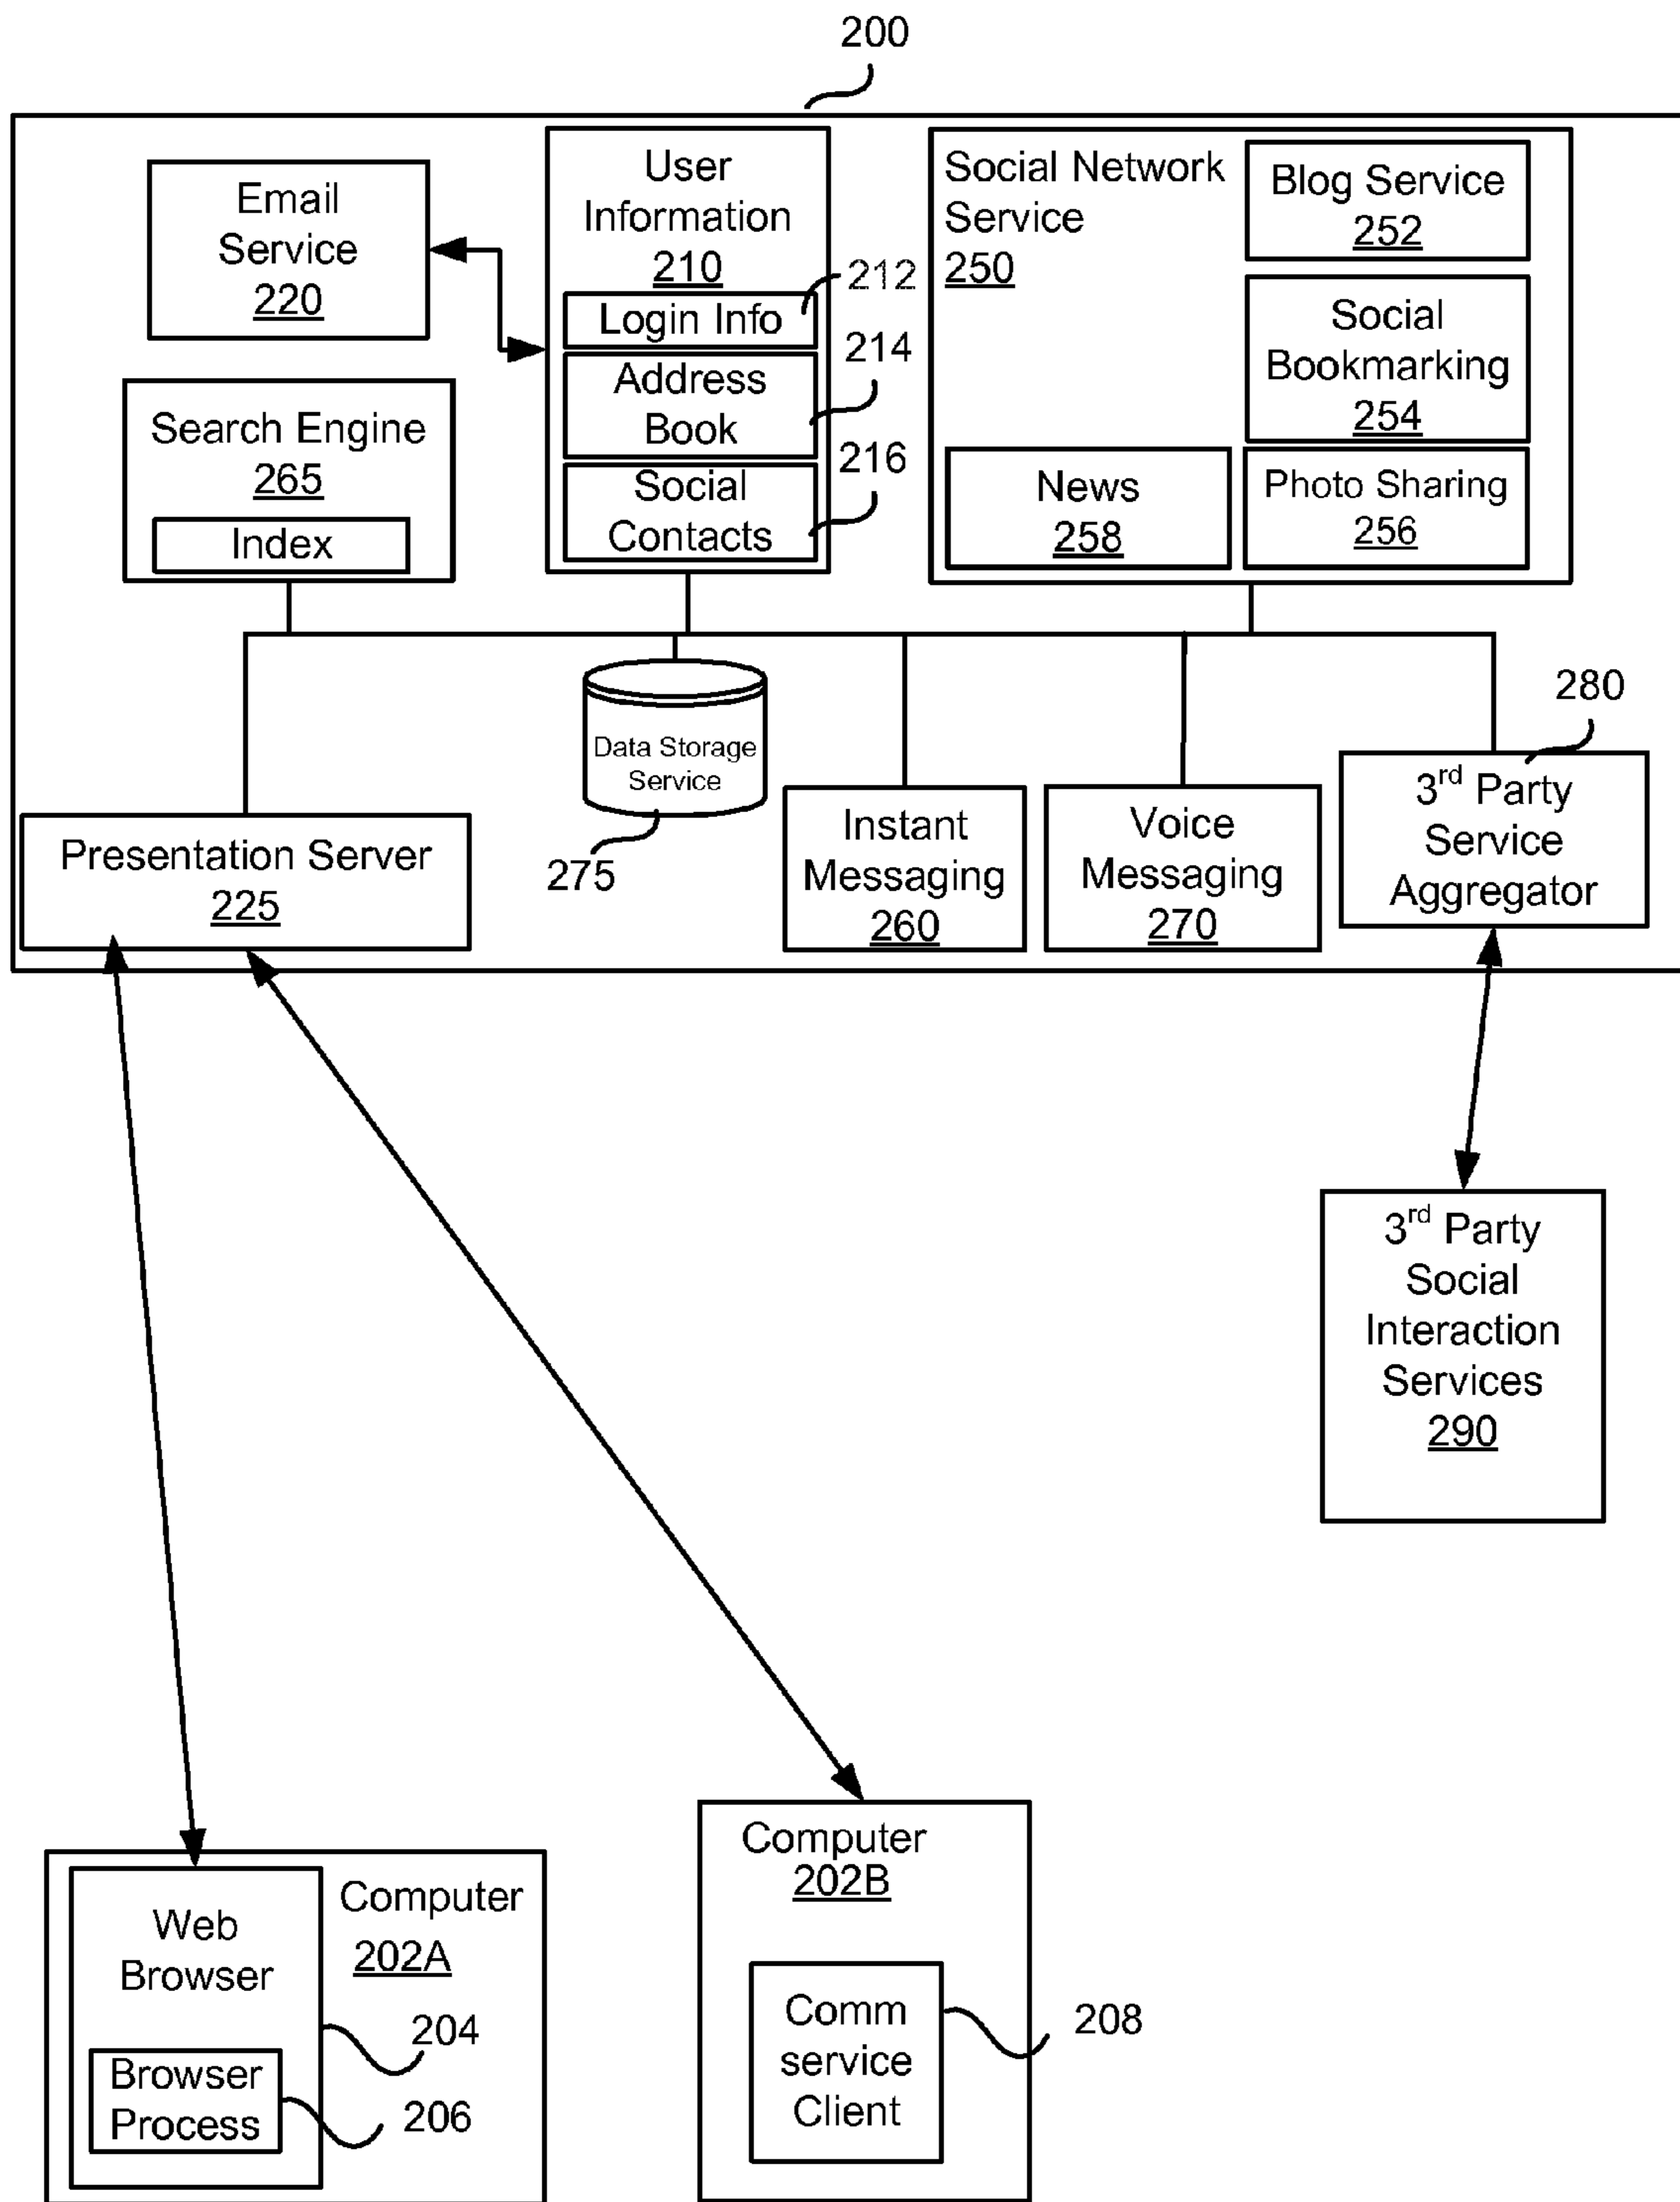 200
Email
Service
220
User
Information
210
Login Info
212
Address
Book
214
Social
Contacts
216
Social Network
Service
250
Blog Service
252
Social
Bookmarking
254
News
258
Photo Sharing
256
Search Engine
265
Index
Presentation Server
225
Data Storage
Service
275
Instant
Messaging
260
Voice
Messaging
270
280
3rd Party
Service
Aggregator
3rd Party
Social
Interaction
Services
290
Web
Browser
Computer
202A
204
Browser
Process
206
Computer
202B
Comm
service
Client
208